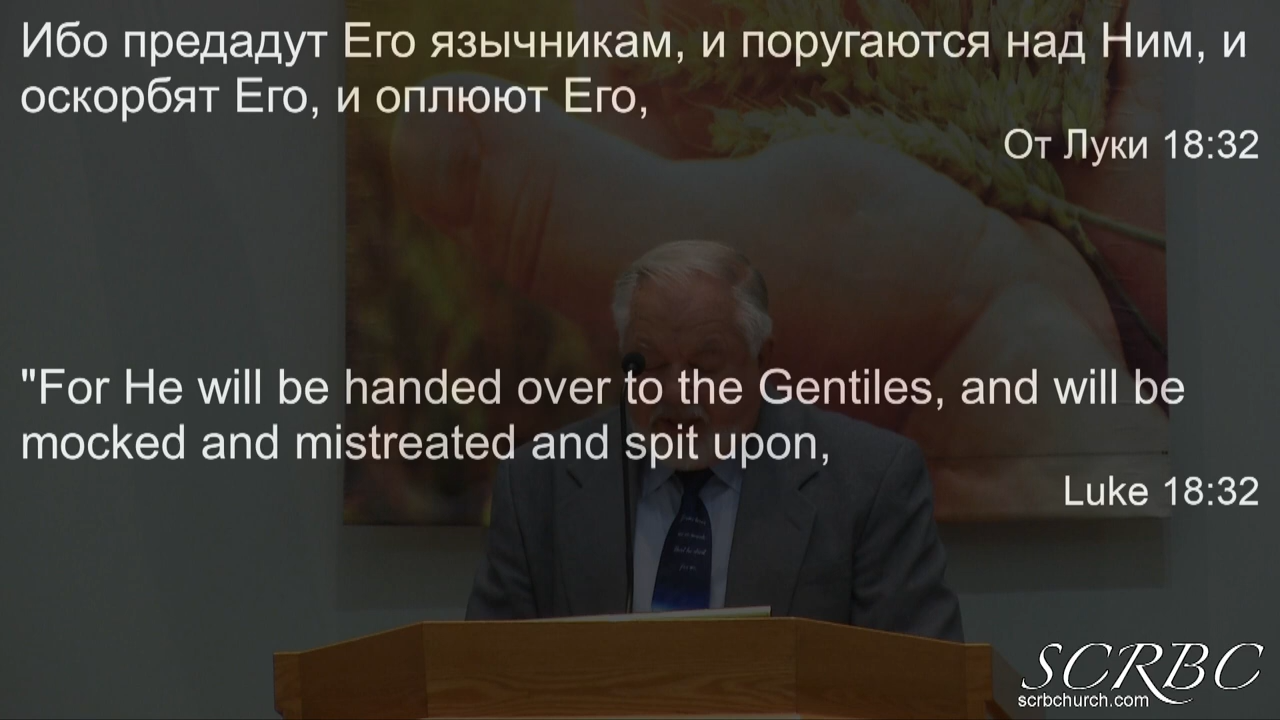 Ибо предадут Его язычникам, и поругаются над Ним, и
оскорбят Его, и оплюют Его,
От Луки 18:32
"For He will be handed over to the Gentiles, and will be
mocked and mistreated and spit upon,
Luke 18:32
SCRBC
scrbchurch.com